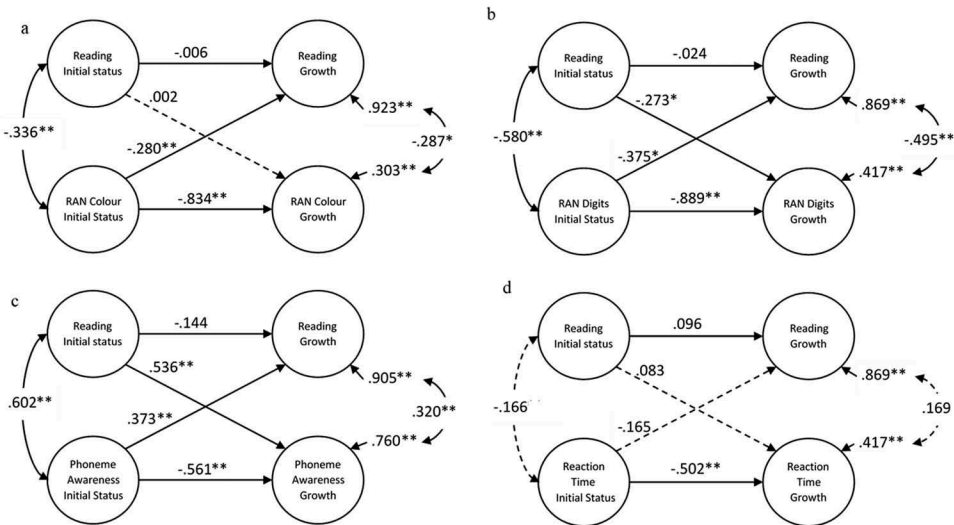 a
Reading
Initial status
-.006
Reading
Growth
.002
.923**
-.336**
-.287*
-.280**
.303**
RAN Colour
Initial Status
-.834**
RAN Colour
Growth
b
Reading
Initial status
-.024
Reading
Growth
-.273*
.869**
-.580**
-.495**
-.375*
.417**
RAN Digits
Initial Status
-.889**
RAN Digits
Growth
c
Reading
Initial status
-.144
Reading
Growth
.536**
.905**
.602**
.320**
.373**
.760**
Phoneme
Awareness
Initial Status
-.561**
Phoneme
Awareness
Growth
d
Reading
Initial status
.096
Reading
Growth
.083
.869**
-.166
.169
-.165
.417**
Reaction
Time
Initial Status
-.502**
Reaction
Time
Growth